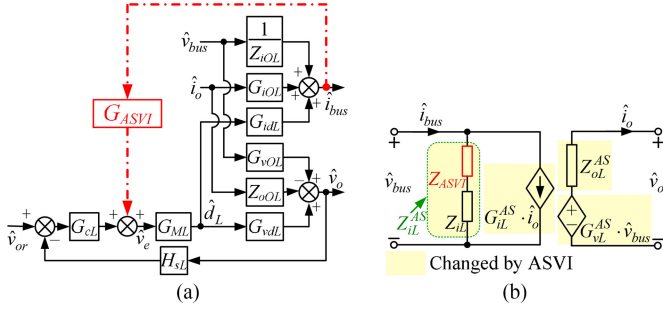 v̂_bus
1
Z_iOL
î_o
G_iOL
î_bus
G_ASVI
G_idL
G_vOL
v̂_o
Z_oOL
d̂_L
v̂_or
G_cL
v̂_e
G_ML
G_vdL
H_sL
(a)
î_bus
î_o
v̂_bus
Z_ASVI
Z_oL^AS
Z_iL^AS
Z_iL
G_iL^AS · î_o
G_vL^AS · v̂_bus
v̂_o
Changed by ASVI
(b)